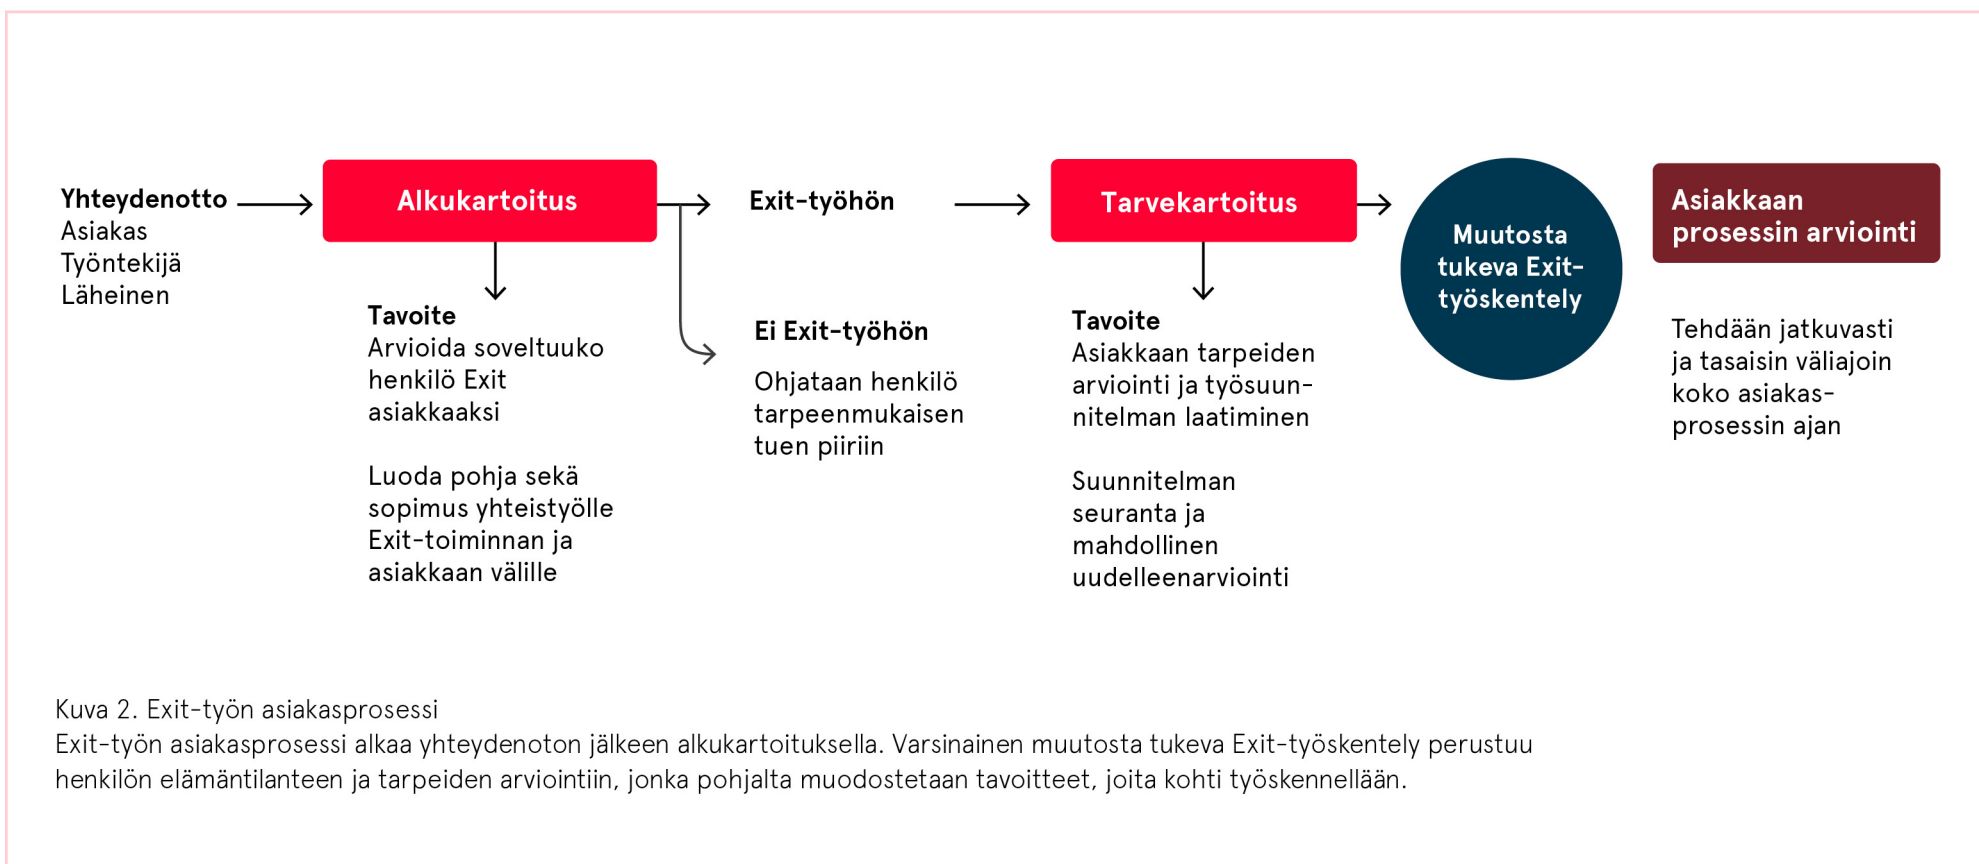 Yhteydenotto
Asiakas
Työntekijä
Läheinen
Alkukartoitus
Tavoite
Arvioida soveltuuko
henkilö Exit
asiakkaaksi
Luoda pohja sekä
sopimus yhteistyölle
Exit-toiminnan ja
asiakkaan välille
Exit-työhön
Ei Exit-työhön
Ohjataan henkilö
tarpeenmukaisen
tuen piiriin
Tarvekartoitus
Tavoite
Asiakkaan tarpeiden
arviointi ja työsuun-
nitelman laatiminen
Suunnitelman
seuranta ja
mahdollinen
uudelleenarviointi
Muutosta
tukeva Exit-
työskentely
Asiakkaan
prosessin arviointi
Tehdään jatkuvasti
ja tasaisin väliajoin
koko asiakas-
prosessin ajan
Kuva 2. Exit-työn asiakasprosessi
Exit-työn asiakasprosessi alkaa yhteydenoton jälkeen alkukartoituksella. Varsinainen muutosta tukeva Exit-työskentely perustuu
henkilön elämäntilanteen ja tarpeiden arviointiin, jonka pohjalta muodostetaan tavoitteet, joita kohti työskennellään.